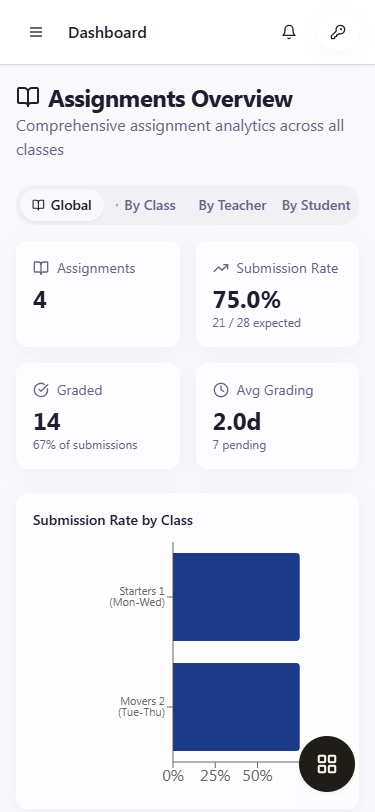 Dashboard
Assignments Overview
Comprehensive assignment analytics across all
classes
Global
By Class
By Teacher
By Student
Assignments
4
Submission Rate
75.0%
21 / 28 expected
Graded
14
67% of submissions
Avg Grading
2.0d
7 pending
Submission Rate by Class
Starters 1
(Mon-Wed)
Movers 2
(Tue-Thu)
0% 25% 50%